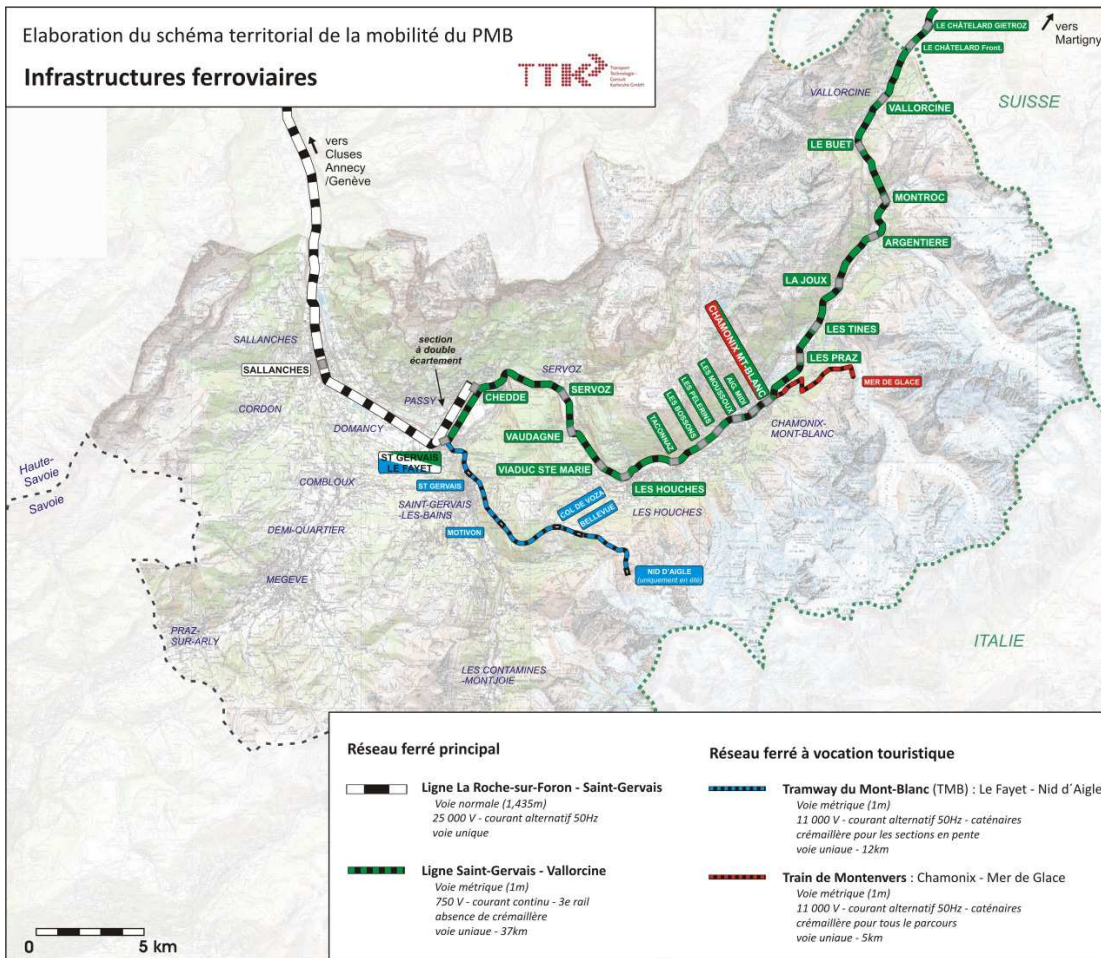 Elaboration du schéma territorial de la mobilité du PMB
Infrastructures ferroviaires
TTK
Transport
Technologie-
Consult
Karlsruhe GmbH
vers
Martigny
LE CHÂTELARD GIETROZ
LE CHÂTELARD Front.
SUISSE
VALLORCINE
VALLORCINE
vers
Cluses
Annecy
/Genève
LE BUET
MONTROC
ARGENTIERE
LA JOUX
LES TINES
LES PRAZ
MER DE GLACE
CHAMONIX MT-BLANC
AIG. MIDI
LES MOUSSOUX
LES PELERINS
LES BOSSONS
TACONNAZ
CHAMONIX-
MONT-BLANC
SALLANCHES
SALLANCHES
section
à double
écartement
SERVOZ
SERVOZ
PASSY
CHEDDE
CORDON
DOMANCY
VAUDAGNE
ST GERVAIS
LE FAYET
VIADUC STE MARIE
LES HOUCHES
LES HOUCHES
Haute-
Savoie
Savoie
COMBLOUX
ST GERVAIS
SAINT-GERVAIS
-LES-BAINS
COL DE VOZA
BELLEVUE
DEMI-QUARTIER
MOTIVON
NID D'AIGLE
(uniquement en été)
MEGEVE
PRAZ-
SUR-ARLY
LES CONTAMINES
-MONTJOIE
ITALIE
Réseau ferré principal
Ligne La Roche-sur-Foron - Saint-Gervais
Voie normale (1,435m)
25 000 V - courant alternatif 50Hz
voie unique
Ligne Saint-Gervais - Vallorcine
Voie métrique (1m)
750 V - courant continu - 3e rail
absence de crémaillère
voie uniaue - 37km
Réseau ferré à vocation touristique
Tramway du Mont-Blanc (TMB) : Le Fayet - Nid d´Aigle
Voie métrique (1m)
11 000 V - courant alternatif 50Hz - caténaires
crémaillère pour les sections en pente
voie uniaue - 12km
Train de Montenvers : Chamonix - Mer de Glace
Voie métrique (1m)
11 000 V - courant alternatif 50Hz - caténaires
crémaillère pour tous le parcours
voie uniaue - 5km
0 5 km